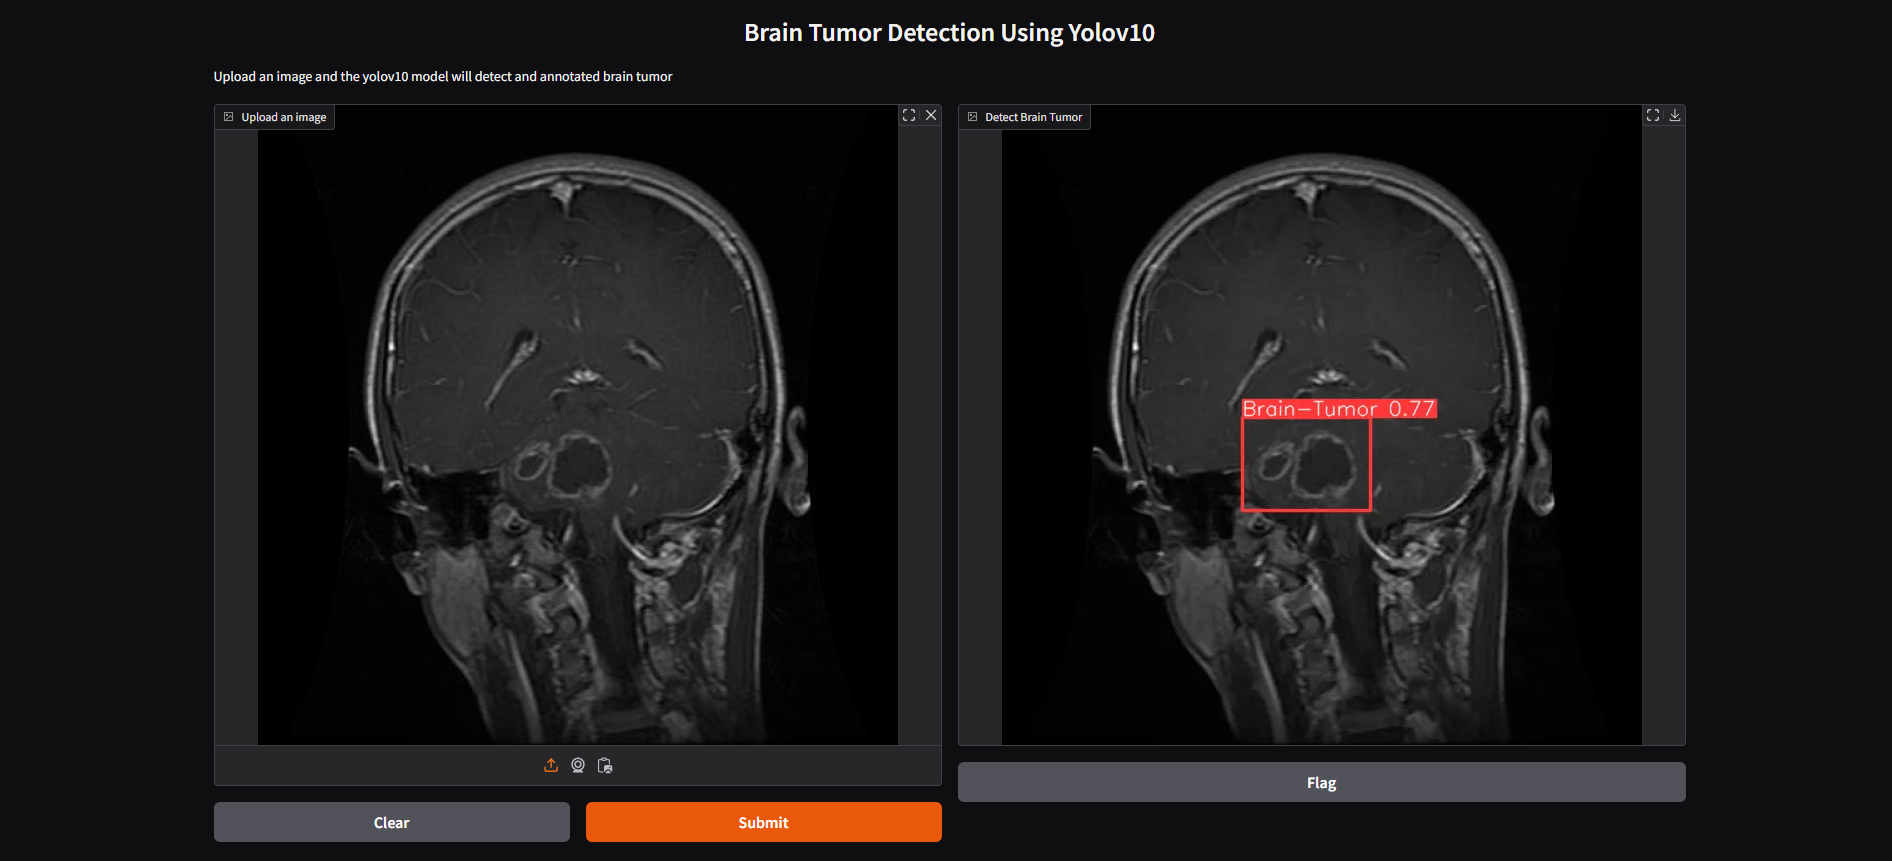 Brain Tumor Detection Using Yolov10
Upload an image and the yolov10 model will detect and annotated brain tumor
Upload an image
Detect Brain Tumor
Brain-Tumor 0.77
Flag
Clear
Submit